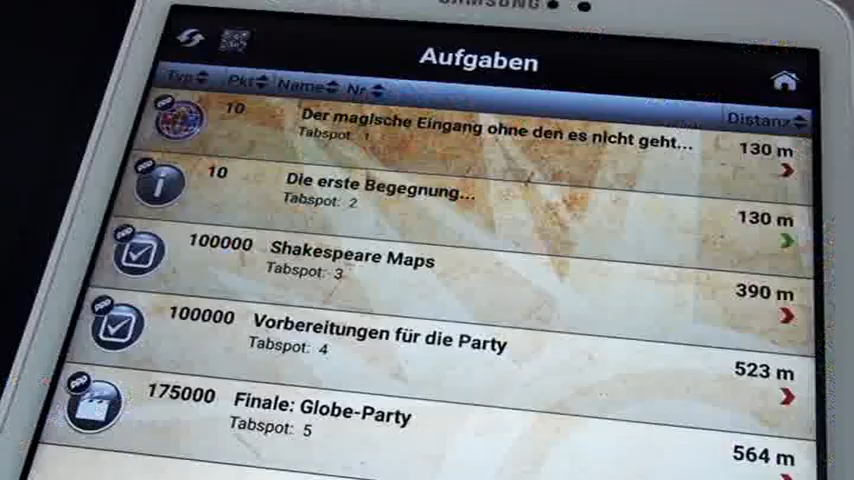 SAMSUNG
Aufgaben
Typ Pkt Name Nr Distanz
10 Der magische Eingang ohne den es nicht geht... 130 m
Tabspot: 1
10 Die erste Begegnung... 130 m
Tabspot: 2
100000 Shakespeare Maps 390 m
Tabspot: 3
100000 Vorbereitungen für die Party 523 m
Tabspot: 4
175000 Finale: Globe-Party 564 m
Tabspot: 5